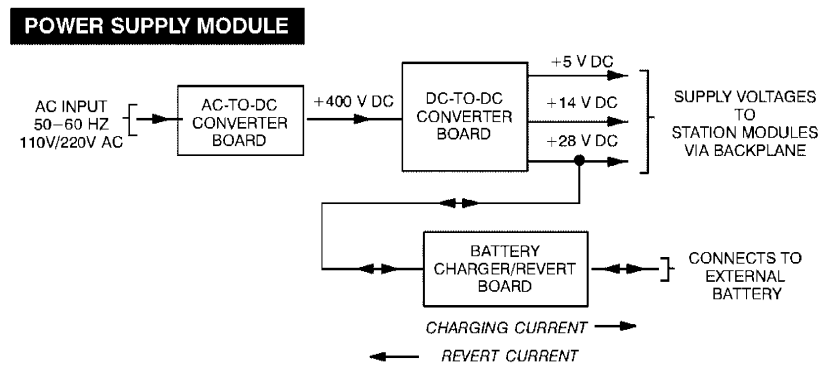 POWER SUPPLY MODULE
AC INPUT
50–60 HZ
110V/220V AC
AC-TO-DC
CONVERTER
BOARD
+400 V DC
DC-TO-DC
CONVERTER
BOARD
+5 V DC
+14 V DC
+28 V DC
SUPPLY VOLTAGES
TO
STATION MODULES
VIA BACKPLANE
BATTERY
CHARGER/REVERT
BOARD
CONNECTS TO
EXTERNAL
BATTERY
CHARGING CURRENT
REVERT CURRENT